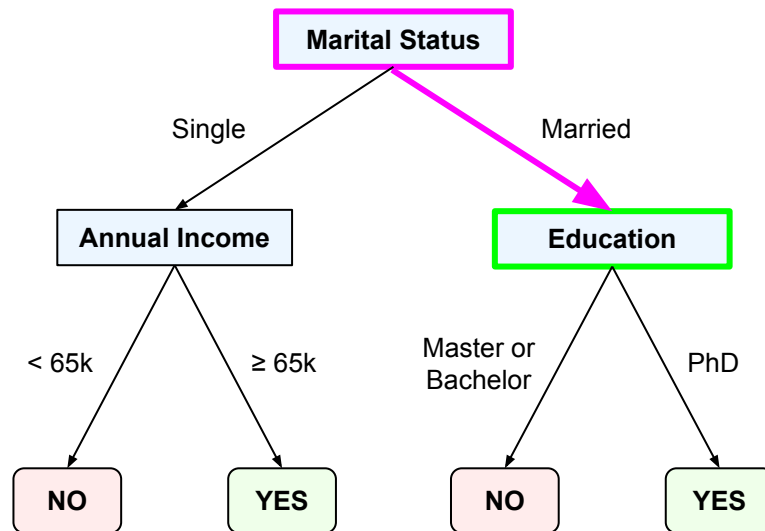 Marital Status
Single
Married
Annual Income
Education
< 65k
≥ 65k
Master or
Bachelor
PhD
NO
YES
NO
YES